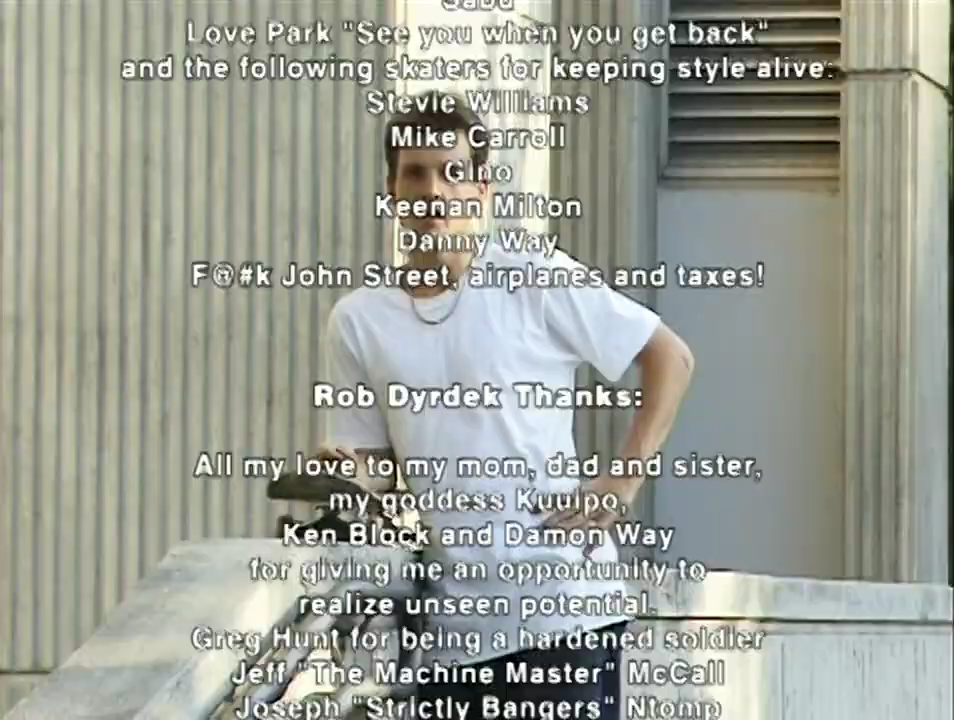 Sabu
Love Park "See you when you get back"
and the following skaters for keeping style alive:
Stevie Williams
Mike Carroll
Gino
Keenan Milton
Danny Way
F@#k John Street, airplanes and taxes!
Rob Dyrdek Thanks:
All my love to my mom, dad and sister,
my goddess Kuulpo,
Ken Block and Damon Way
for giving me an opportunity to
realize unseen potential.
Greg Hunt for being a hardened soldier
Jeff "The Machine Master" McCall
Joseph "Strictly Bangers" Ntomp